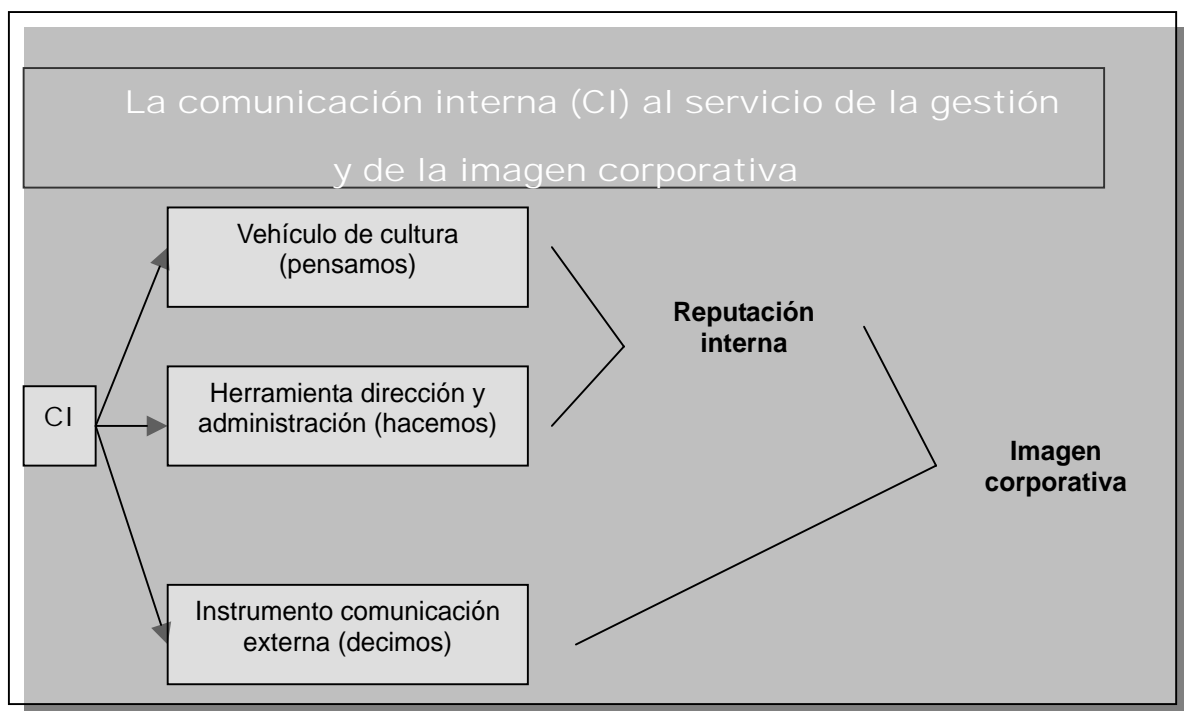 La comunicación interna (CI) al servicio de la gestión
y de la imagen corporativa
Vehículo de cultura
(pensamos)
Reputación
interna
Herramienta dirección y
administración (hacemos)
CI
Imagen
corporativa
Instrumento comunicación
externa (decimos)